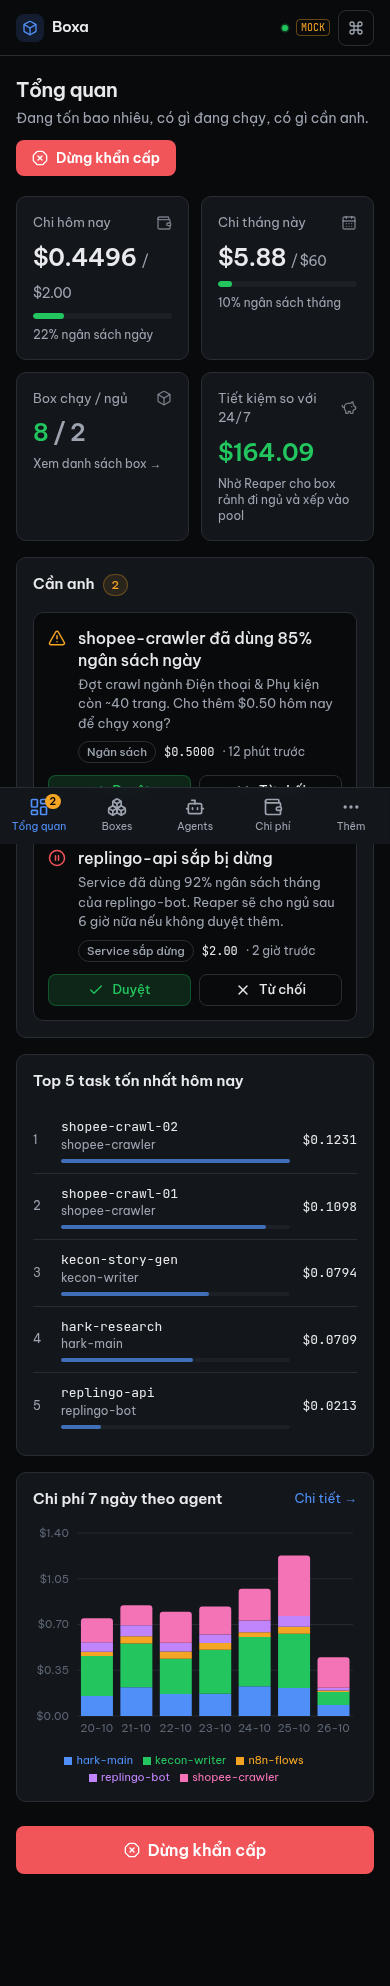 Boxa
MOCK
Tổng quan
Đang tốn bao nhiêu, có gì đang chạy, có gì cần anh.
Dừng khẩn cấp
Chi hôm nay
$0.4496 /
$2.00
22% ngân sách ngày
Chi tháng này
$5.88 / $60
10% ngân sách tháng
Box chạy / ngủ
8 / 2
Xem danh sách box →
Tiết kiệm so với
24/7
$164.09
Nhờ Reaper cho box
rảnh đi ngủ và xếp vào
pool
Cần anh 2
shopee-crawler đã dùng 85%
ngân sách ngày
Đợt crawl ngành Điện thoại & Phụ kiện
còn ~40 trang. Cho thêm $0.50 hôm nay
để chạy xong?
Ngân sách $0.5000 · 12 phút trước
2
Tổng quan Boxes Agents Chi phí Thêm
replingo-api sắp bị dừng
Service đã dùng 92% ngân sách tháng
của replingo-bot. Reaper sẽ cho ngủ sau
6 giờ nữa nếu không duyệt thêm.
Service sắp dừng $2.00 · 2 giờ trước
Duyệt Từ chối
Top 5 task tốn nhất hôm nay
1 shopee-crawl-02 $0.1231
shopee-crawler
2 shopee-crawl-01 $0.1098
shopee-crawler
3 kecon-story-gen $0.0794
kecon-writer
4 hark-research $0.0709
hark-main
5 replingo-api $0.0213
replingo-bot
Chi phí 7 ngày theo agent Chi tiết →
$1.40
$1.05
$0.70
$0.35
$0.00
20-10 21-10 22-10 23-10 24-10 25-10 26-10
hark-main kecon-writer n8n-flows
replingo-bot shopee-crawler
Dừng khẩn cấp